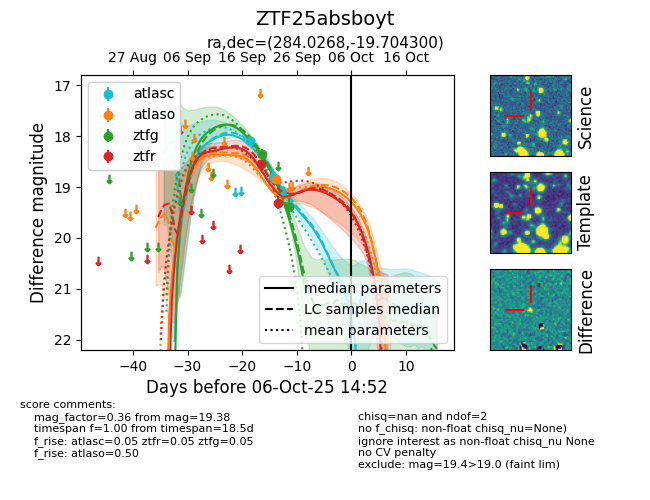 ZTF25absboyt
ra,dec=(284.0268,-19.704300)
27 Aug 06 Sep 16 Sep 26 Sep 06 Oct 16 Oct
17
18
19
20
21
22
Difference magnitude
atlasc
atlaso
ztfg
ztfr
median parameters
LC samples median
mean parameters
−40 −30 −20 −10 0 10
Days before 06-Oct-25 14:52
Science
Template
Difference
score comments:
mag_factor=0.36 from mag=19.38
timespan f=1.00 from timespan=18.5d
f_rise: atlasc=0.05 ztfr=0.05 ztfg=0.05
f_rise: atlaso=0.50
chisq=nan and ndof=2
no f_chisq: non-float chisq_nu=None)
ignore interest as non-float chisq_nu None
no CV penalty
exclude: mag=19.4>19.0 (faint lim)